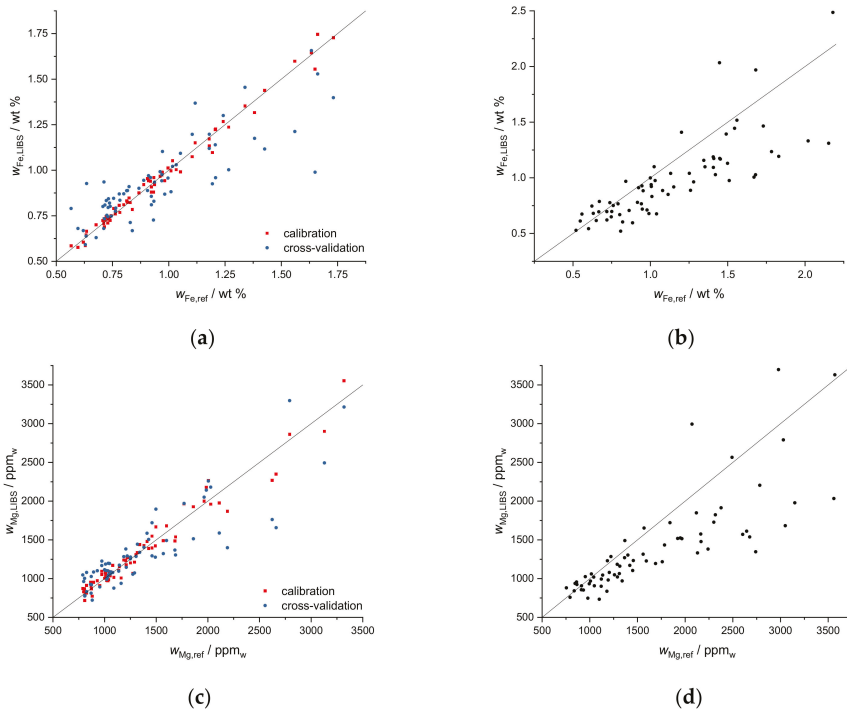 1.75
1.50
1.25
1.00
0.75
0.50
w_Fe,LIBS / wt %
0.50 0.75 1.00 1.25 1.50 1.75
w_Fe,ref / wt %
calibration
cross-validation
(a)
2.5
2.0
1.5
1.0
0.5
w_Fe,LIBS / wt %
0.5 1.0 1.5 2.0
w_Fe,ref / wt %
(b)
3500
3000
2500
2000
1500
1000
500
w_Mg,LIBS / ppm_w
500 1000 1500 2000 2500 3000 3500
w_Mg,ref / ppm_w
calibration
cross-validation
(c)
3500
3000
2500
2000
1500
1000
500
w_Mg,LIBS / ppm_w
500 1000 1500 2000 2500 3000 3500
w_Mg,ref / ppm_w
(d)